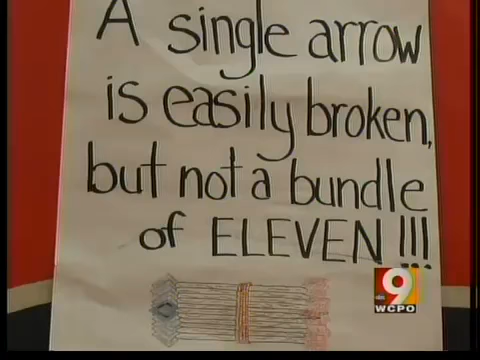 A single arrow
is easily broken,
but not a bundle
of ELEVEN!!!
9
WCPO